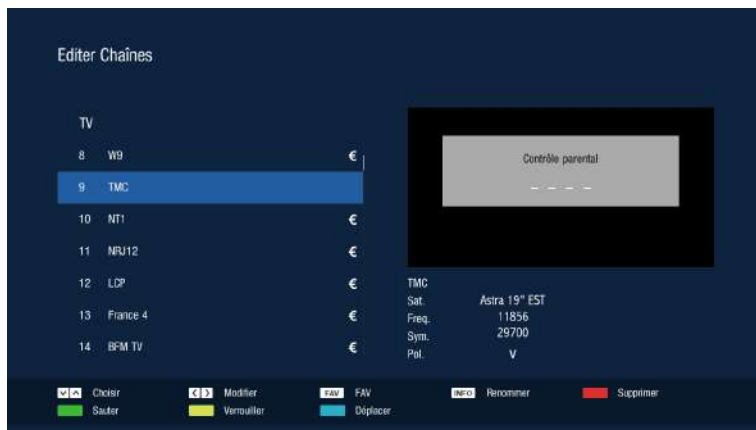 Editer Chaînes
TV
8 W9 €
9 TMC
10 NT1 €
11 NRJ12 €
12 LCP €
13 France 4 €
14 BFM TV €
Contrôle parental
_ _ _ _
TMC
Sat. Astra 19° EST
Freq. 11856
Sym. 29700
Pol. V
Choisir Modifier FAV FAV INFO Renommer Supprimer
Sauter Verrouiller Déplacer